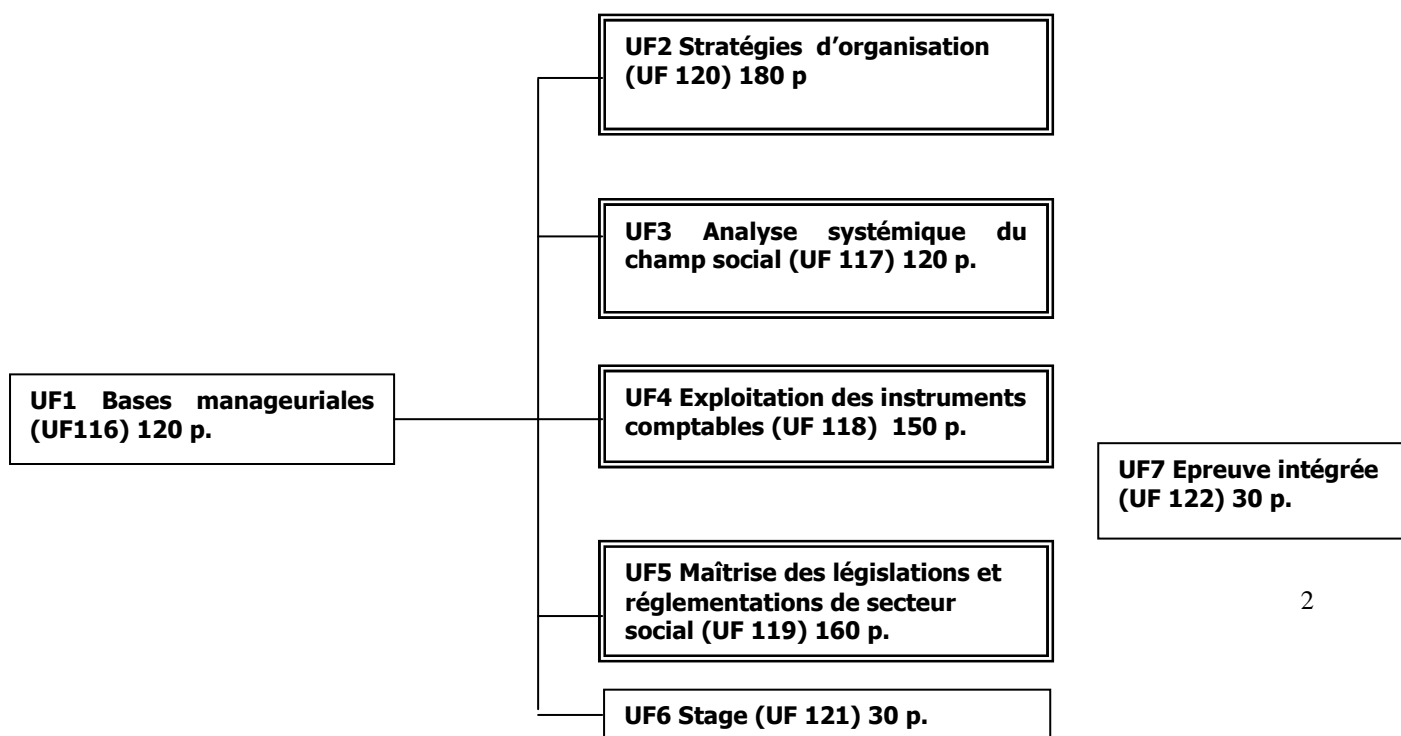 UF2 Stratégies d’organisation
(UF 120) 180 p
UF3 Analyse systémique du
champ social (UF 117) 120 p.
UF1 Bases manageuriales
(UF116) 120 p.
UF4 Exploitation des instruments
comptables (UF 118) 150 p.
UF7 Epreuve intégrée
(UF 122) 30 p.
UF5 Maîtrise des législations et
réglementations de secteur
social (UF 119) 160 p.
2
UF6 Stage (UF 121) 30 p.